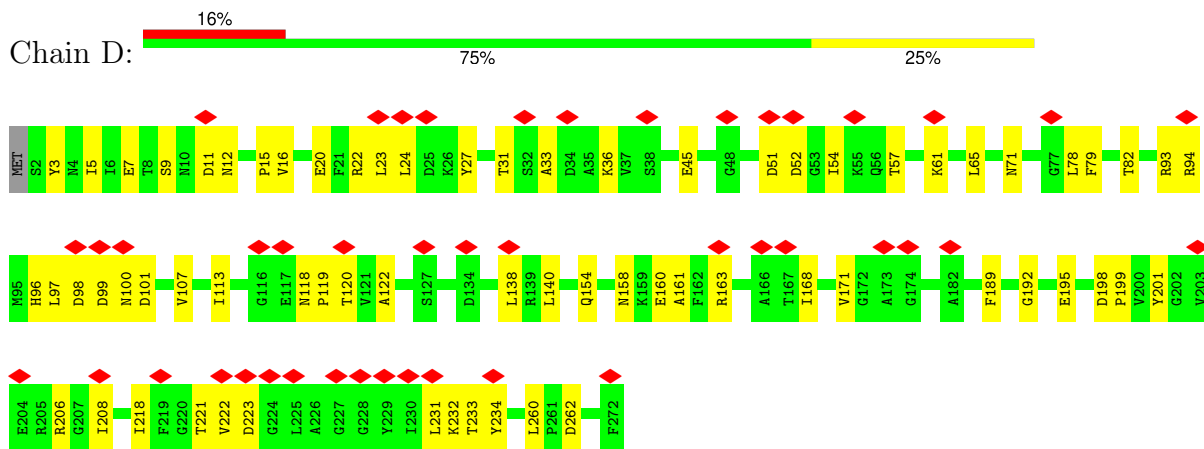 16%
Chain D:
75% 25%
MET S2 Y3 N4 I5 I6 E7 T8 S9 N10 D11 N12 P15 V16 E20 F21 R22 L23 L24 D25 K26 Y27 T31 S32 A33 D34 A35 K36 V37 S38 E45 G48 D51 D52 G53 I54 K55 Q56 T57 K61 L65 N71 G77 L78 F79 T82 R93 R94
M95 H96 L97 D98 D99 N100 D101 V107 I113 G116 E117 N118 P119 T120 V121 A122 S127 D134 L138 R139 L140 Q154 N158 K159 E160 A161 F162 R163 A166 T167 I168 V171 G172 A173 G174 A182 F189 G192 E195 D198 P199 V200 Y201 G202 V203
E204 R205 R206 G207 I208 I218 F219 G220 T221 V222 D223 G224 L225 A226 G227 G228 Y229 I230 L231 K232 T233 Y234 L260 P261 D262 F272